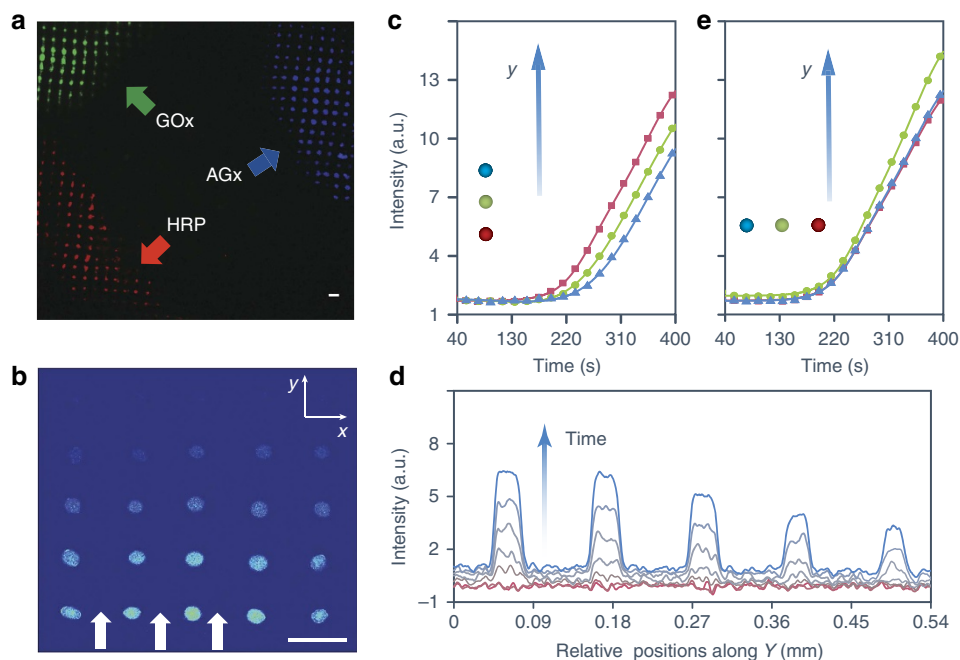 a
GOx
AGx
HRP
b
y
x
c
Intensity (a.u.)
13
10
7
4
1
y
40 130 220 310 400
Time (s)
e
y
40 130 220 310 400
Time (s)
d
Intensity (a.u.)
8
5
2
−1
Time
0 0.09 0.18 0.27 0.36 0.45 0.54
Relative positions along Y (mm)